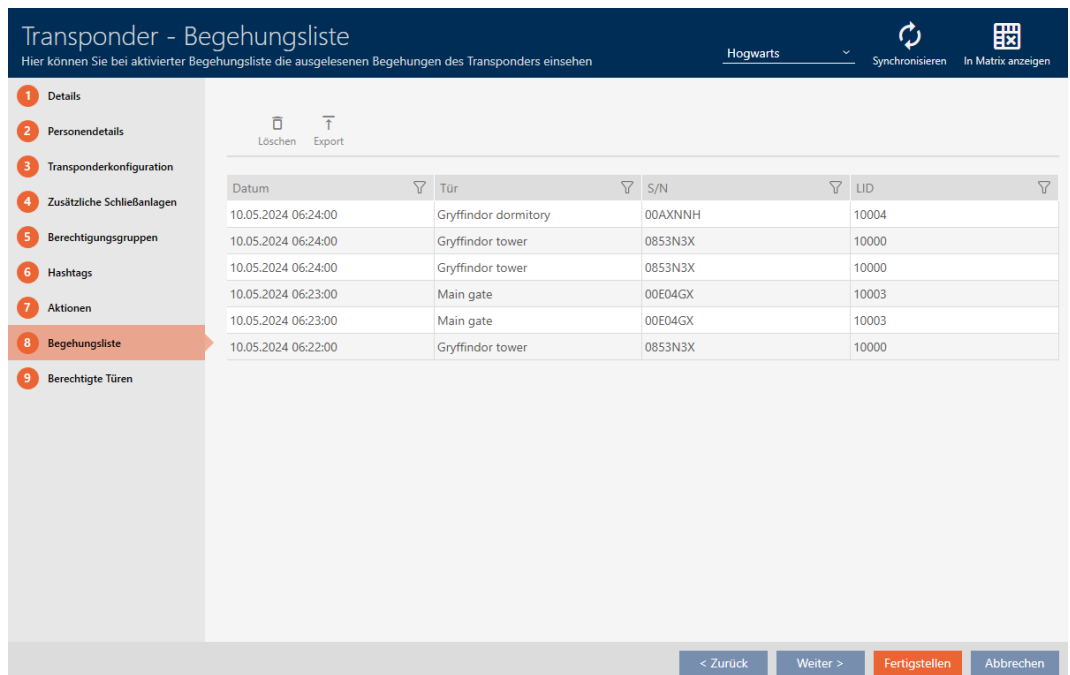 Transponder - Begehungsliste
Hier können Sie bei aktivierter Begehungsliste die ausgelesenen Begehungen des Transponders einsehen
Hogwarts
Synchronisieren
In Matrix anzeigen
1 Details
2 Personendetails
3 Transponderkonfiguration
4 Zusätzliche Schließanlagen
5 Berechtigungsgruppen
6 Hashtags
7 Aktionen
8 Begehungsliste
9 Berechtigte Türen
Löschen Export
Datum Tür S/N LID
10.05.2024 06:24:00 Gryffindor dormitory 00AXNNH 10004
10.05.2024 06:24:00 Gryffindor tower 0853N3X 10000
10.05.2024 06:24:00 Gryffindor tower 0853N3X 10000
10.05.2024 06:23:00 Main gate 00E04GX 10003
10.05.2024 06:23:00 Main gate 00E04GX 10003
10.05.2024 06:22:00 Gryffindor tower 0853N3X 10000
< Zurück Weiter > Fertigstellen Abbrechen